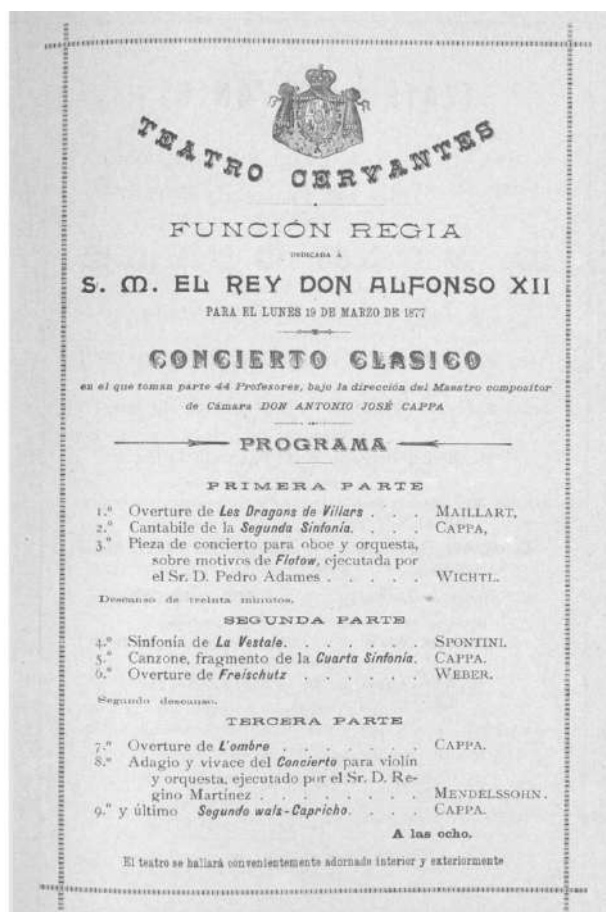 TEATRO CERVANTES
FUNCIÓN REGIA
DEDICADA Á
S. M. EL REY DON ALFONSO XII
PARA EL LUNES 19 DE MARZO DE 1877
CONCIERTO CLASICO
en el que toman parte 44 Profesores, bajo la dirección del Maestro compositor
de Cámara DON ANTONIO JOSÉ CAPPA
PROGRAMA
PRIMERA PARTE
1.º Overture de Les Dragons de Villars . . . MAILLART,
2.º Cantabile de la Segunda Sinfonía. . . . CAPPA,
3.º Pieza de concierto para oboe y orquesta,
sobre motivos de Flotow, ejecutada por
el Sr. D. Pedro Adames . . . . . WICHTL.
Descanso de treinta minutos.
SEGUNDA PARTE
4.º Sinfonía de La Vestale. . . . . . . SPONTINI.
5.º Canzone, fragmento de la Cuarta Sinfonía. CAPPA.
6.º Overture de Freischutz . . . . . . WEBER.
Segundo descanso.
TERCERA PARTE
7.º Overture de L'ombre . . . . . . . CAPPA.
8.º Adagio y vivace del Concierto para violín
y orquesta, ejecutado por el Sr. D. Re-
gino Martínez . . . . . . . . . MENDELSSOHN.
9.º y último Segundo wals-Capricho. . . . CAPPA.
A las ocho.
El teatro se hallará convenientemente adornade interior y exteriormente